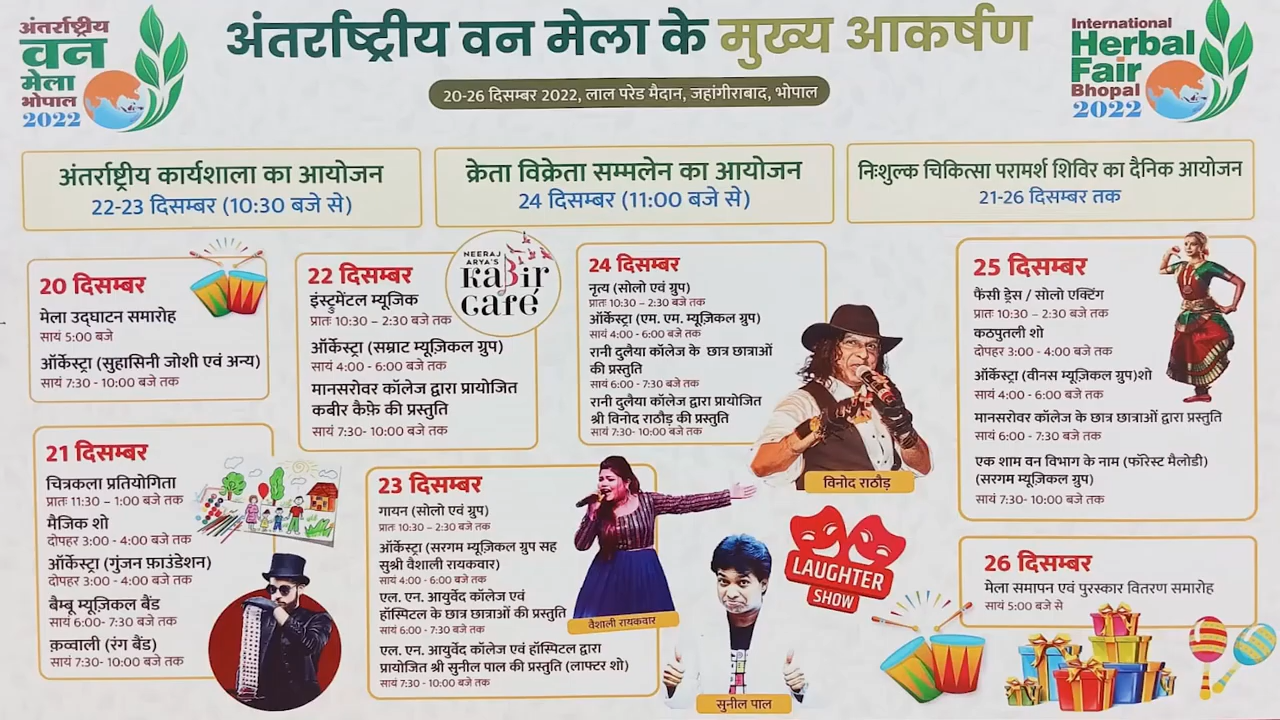 अंतर्राष्ट्रीय
वन
मेला
भोपाल
2022
अंतर्राष्ट्रीय वन मेला के मुख्य आकर्षण
20-26 दिसम्बर 2022, लाल परेड मैदान, जहांगीराबाद, भोपाल
International
Herbal
Fair
Bhopal
2022
अंतर्राष्ट्रीय कार्यशाला का आयोजन
22-23 दिसम्बर (10:30 बजे से)
क्रेता विक्रेता सम्मलेन का आयोजन
24 दिसम्बर (11:00 बजे से)
निःशुल्क चिकित्सा परामर्श शिविर का दैनिक आयोजन
21-26 दिसम्बर तक
20 दिसम्बर
मेला उद्घाटन समारोह
सायं 5:00 बजे
ऑर्केस्ट्रा (सुहासिनी जोशी एवं अन्य)
सायं 7:30 - 10:00 बजे तक
21 दिसम्बर
चित्रकला प्रतियोगिता
प्रातः 11:30 – 1:00 बजे तक
मैजिक शो
दोपहर 3:00 - 4:00 बजे तक
ऑर्केस्ट्रा (गुंजन फ़ाउंडेशन)
दोपहर 3:00 - 4:00 बजे तक
बैम्बू म्यूज़िकल बैंड
सायं 6:00- 7:30 बजे तक
क़व्वाली (रंग बैंड)
सायं 7:30- 10:00 बजे तक
22 दिसम्बर
इंस्ट्रुमेंटल म्यूजिक
प्रातः 10:30 – 2:30 बजे तक
ऑर्केस्ट्रा (सम्राट म्यूज़िकल ग्रुप)
सायं 4:00 - 6:00 बजे तक
मानसरोवर कॉलेज द्वारा प्रायोजित
कबीर कैफ़े की प्रस्तुति
सायं 7:30- 10:00 बजे तक
NEERAJ
ARYA'S
KABIR
café
23 दिसम्बर
गायन (सोलो एवं ग्रुप)
प्रातः 10:30 – 2:30 बजे तक
ऑर्केस्ट्रा (सरगम म्यूज़िकल ग्रुप सह
सुश्री वैशाली रायकवार)
सायं 4:00 - 6:00 बजे तक
एल. एन. आयुर्वेद कॉलेज एवं
हॉस्पिटल के छात्र छात्राओं की प्रस्तुति
सायं 6:00 - 7:30 बजे तक
एल. एन. आयुर्वेद कॉलेज एवं हॉस्पिटल द्वारा
प्रायोजित श्री सुनील पाल की प्रस्तुति (लाफ्टर शो)
सायं 7:30 - 10:00 बजे तक
वैशाली रायकवार
24 दिसम्बर
नृत्य (सोलो एवं ग्रुप)
प्रातः 10:30 – 2:30 बजे तक
ऑर्केस्ट्रा (एम. एम. म्यूज़िकल ग्रुप)
सायं 4:00 - 6:00 बजे तक
रानी दुलैया कॉलेज के छात्र छात्राओं
की प्रस्तुति
सायं 6:00 - 7:30 बजे तक
रानी दुलैया कॉलेज द्वारा प्रायोजित
श्री विनोद राठौड़ की प्रस्तुति
सायं 7:30- 10:00 बजे तक
विनोद राठौड़
LAUGHTER
SHOW
सुनील पाल
25 दिसम्बर
फैंसी ड्रेस / सोलो एक्टिंग
प्रातः 10:30 – 2:30 बजे तक
कठपुतली शो
दोपहर 3:00 - 4:00 बजे तक
ऑर्केस्ट्रा (वीनस म्यूज़िकल ग्रुप)शो
सायं 4:00 - 6:00 बजे तक
मानसरोवर कॉलेज के छात्र छात्राओं द्वारा प्रस्तुति
सायं 6:00 - 7:30 बजे तक
एक शाम वन विभाग के नाम (फॉरेस्ट मैलोडी)
(सरगम म्यूज़िकल ग्रुप)
सायं 7:30- 10:00 बजे तक
26 दिसम्बर
मेला समापन एवं पुरस्कार वितरण समारोह
सायं 5:00 बजे से